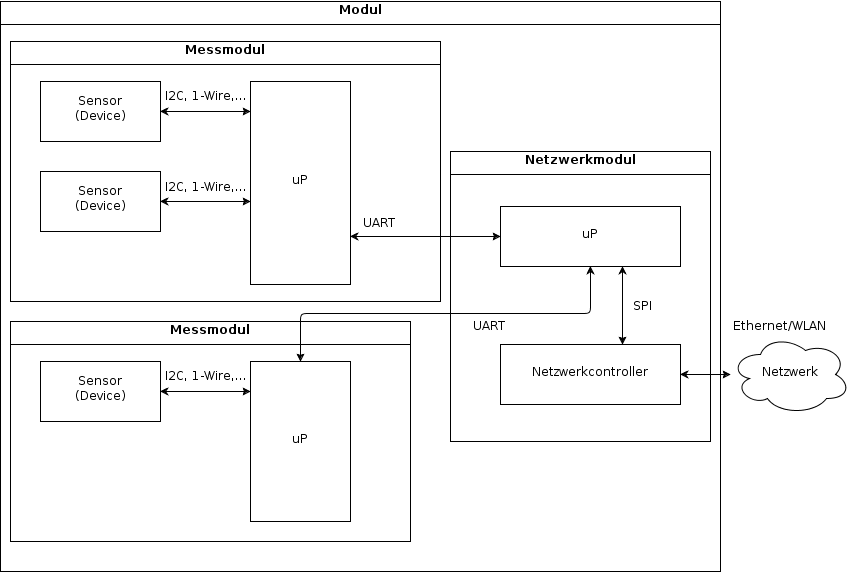 Modul
Messmodul
Sensor
(Device)
I2C, 1-Wire,...
uP
Sensor
(Device)
I2C, 1-Wire,...
UART
Netzwerkmodul
uP
SPI
UART
Netzwerkcontroller
Ethernet/WLAN
Netzwerk
Messmodul
Sensor
(Device)
I2C, 1-Wire,...
uP